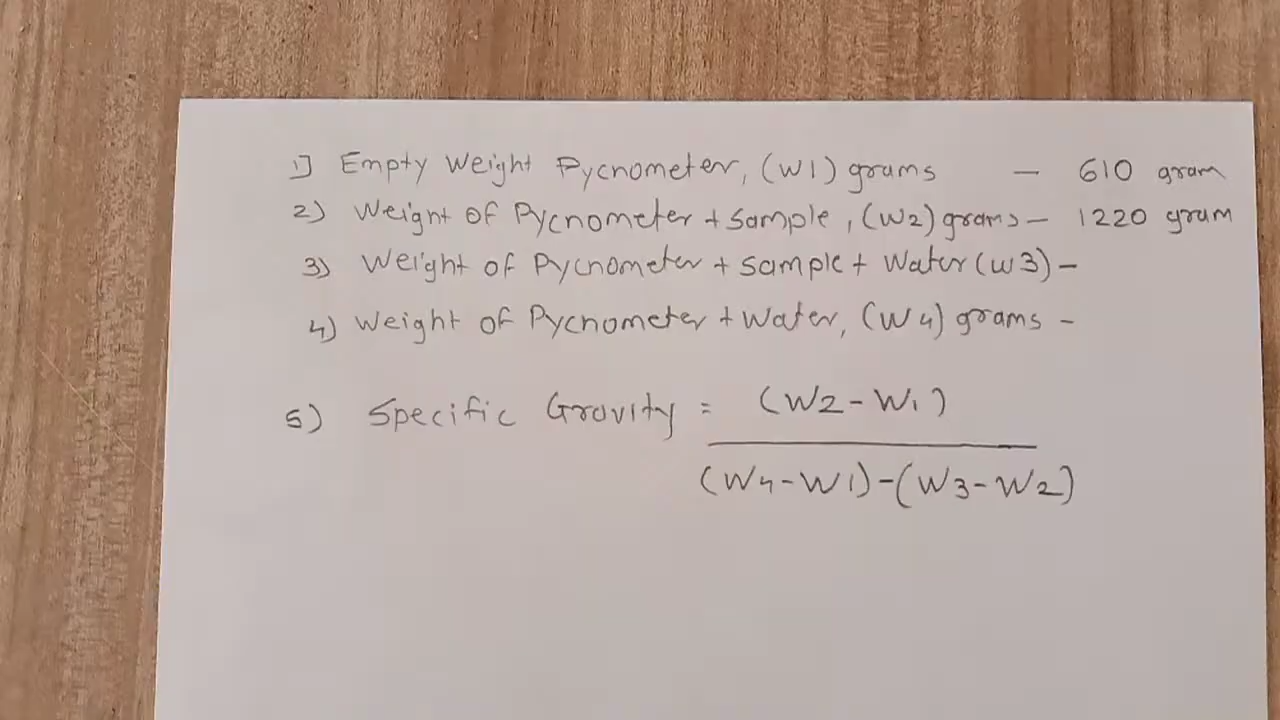 1) Empty Weight Pycnometer, (W1) grams - 610 gram
2) Weight of Pycnometer + Sample, (W2) grams - 1220 gram
3) Weight of Pycnometer + Sample + Water (W3) -
4) Weight of Pycnometer + Water, (W4) grams -
5) Specific Gravity = (W2-W1)
(W4-W1)-(W3-W2)